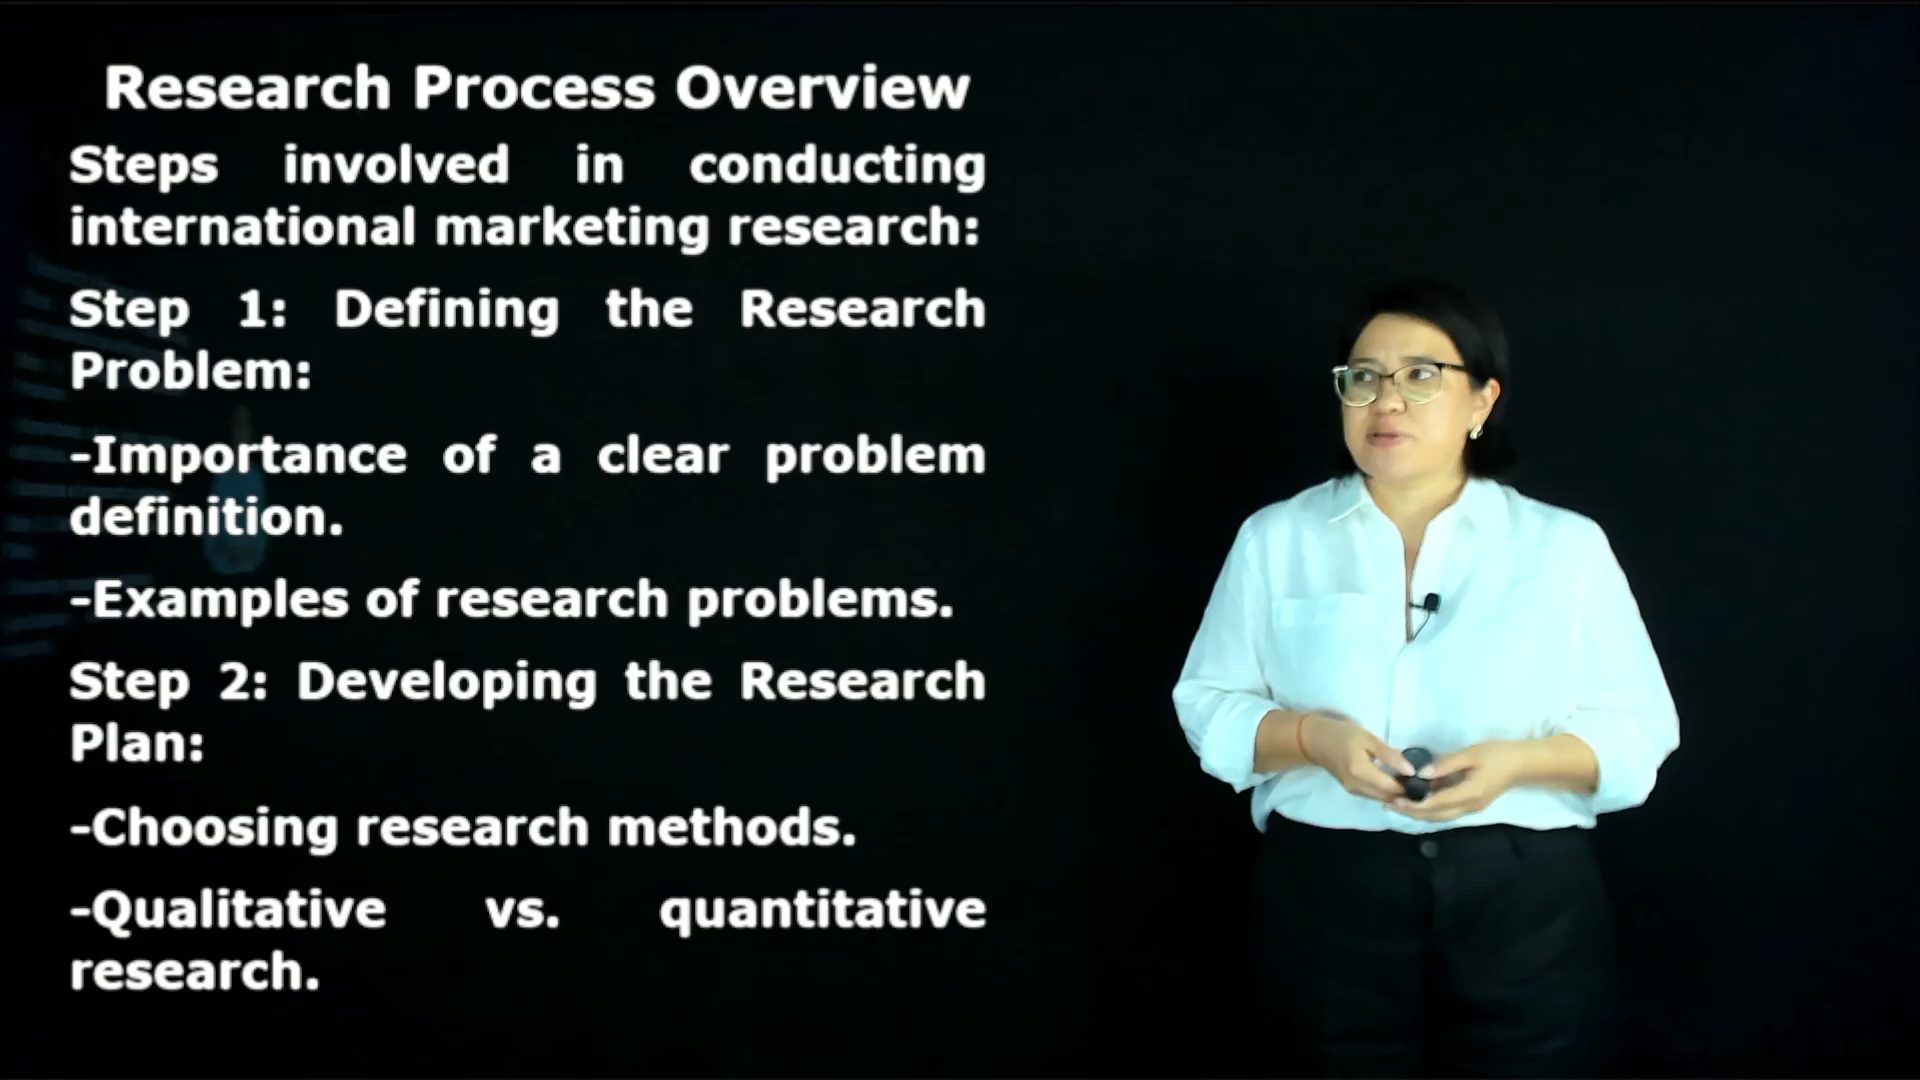 Research Process Overview
Steps involved in conducting
international marketing research:
Step 1: Defining the Research
Problem:
-Importance of a clear problem
definition.
-Examples of research problems.
Step 2: Developing the Research
Plan:
-Choosing research methods.
-Qualitative vs. quantitative
research.